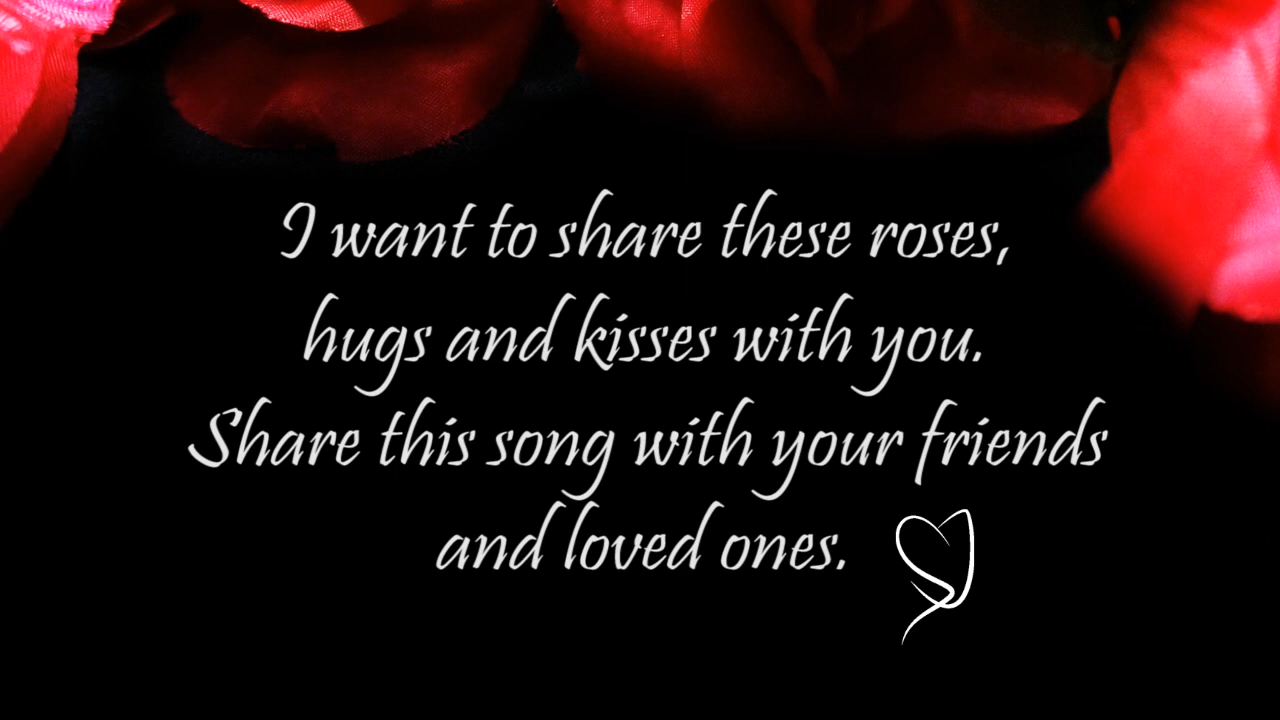 I want to share these roses,
hugs and kisses with you.
Share this song with your friends
and loved ones.